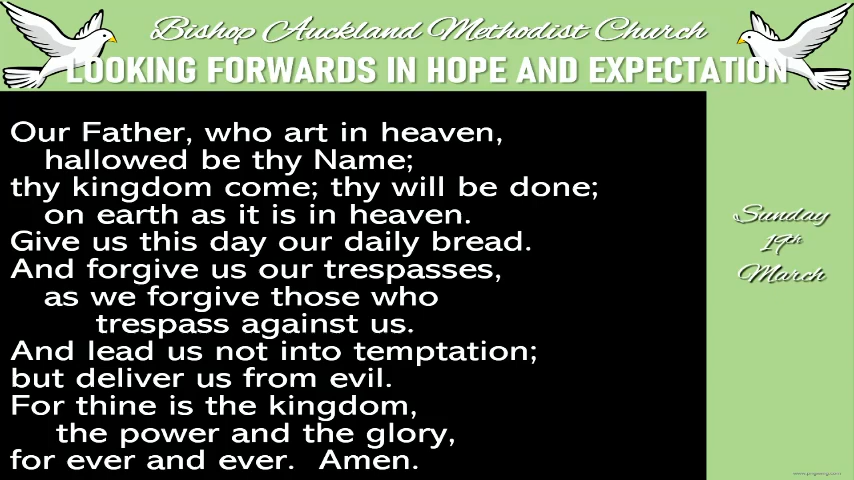 Bishop Auckland Methodist Church
LOOKING FORWARDS IN HOPE AND EXPECTATION
Our Father, who art in heaven,
hallowed be thy Name;
thy kingdom come; thy will be done;
on earth as it is in heaven.
Give us this day our daily bread.
And forgive us our trespasses,
as we forgive those who
trespass against us.
And lead us not into temptation;
but deliver us from evil.
For thine is the kingdom,
the power and the glory,
for ever and ever.  Amen.
Sunday
19th
March